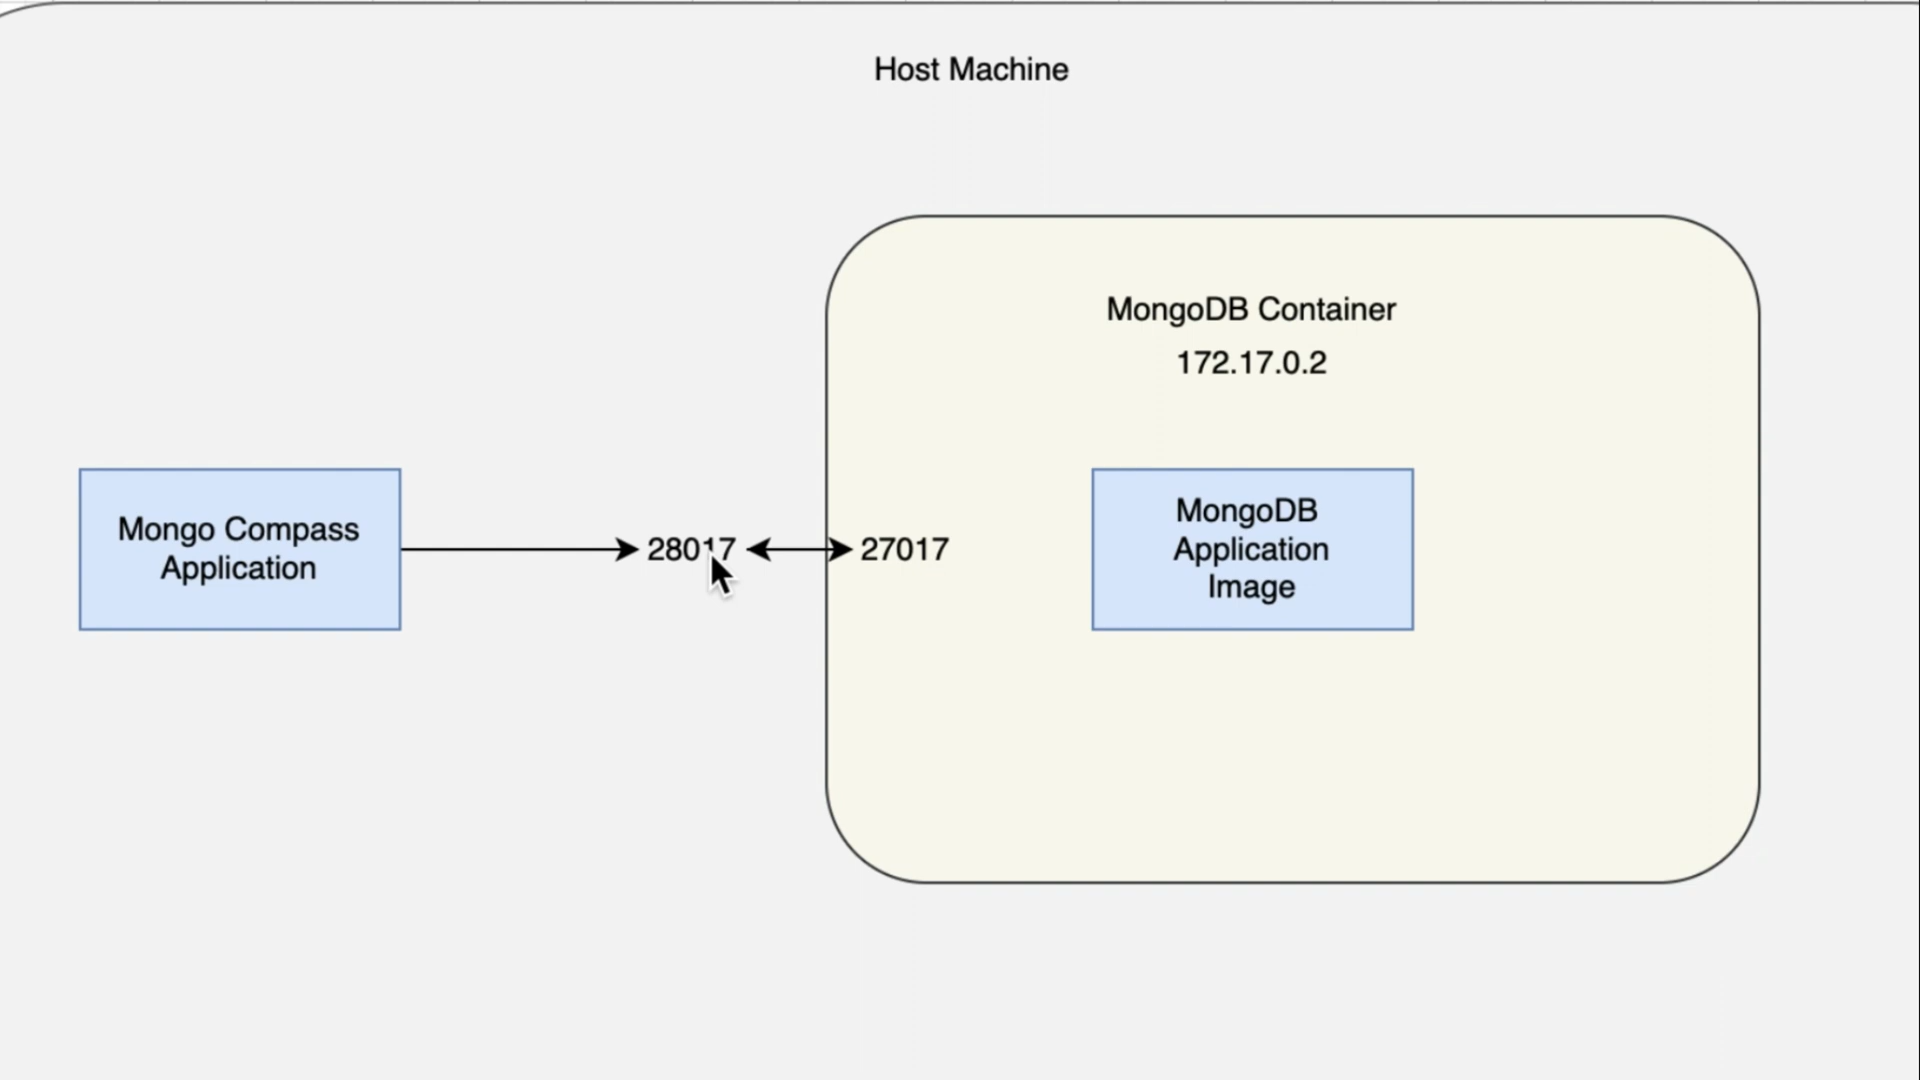 Host Machine
MongoDB Container
172.17.0.2
Mongo Compass
Application
28017
27017
MongoDB
Application
Image